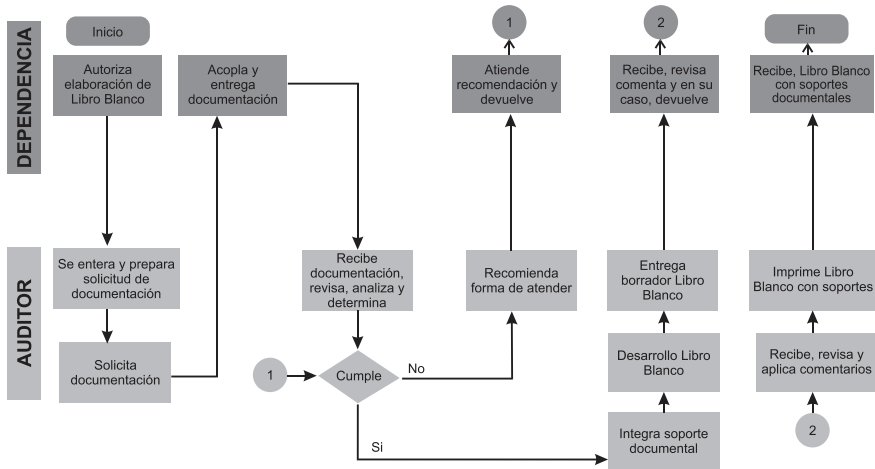 DEPENDENCIA
Inicio
Autoriza
elaboración de
Libro Blanco
Acopla y
entrega
documentación
1
Atiende
recomendación y
devuelve
2
Recibe, revisa
comenta y en su
caso, devuelve
Fin
Recibe, Libro Blanco
con soportes
documentales
AUDITOR
Se entera y prepara
solicitud de
documentación
Solicita
documentación
Recibe
documentación,
revisa, analiza y
determina
1
Cumple
No
Si
Recomienda
forma de atender
Entrega
borrador Libro
Blanco
Desarrollo Libro
Blanco
Integra soporte
documental
Imprime Libro
Blanco con soportes
Recibe, revisa y
aplica comentarios
2